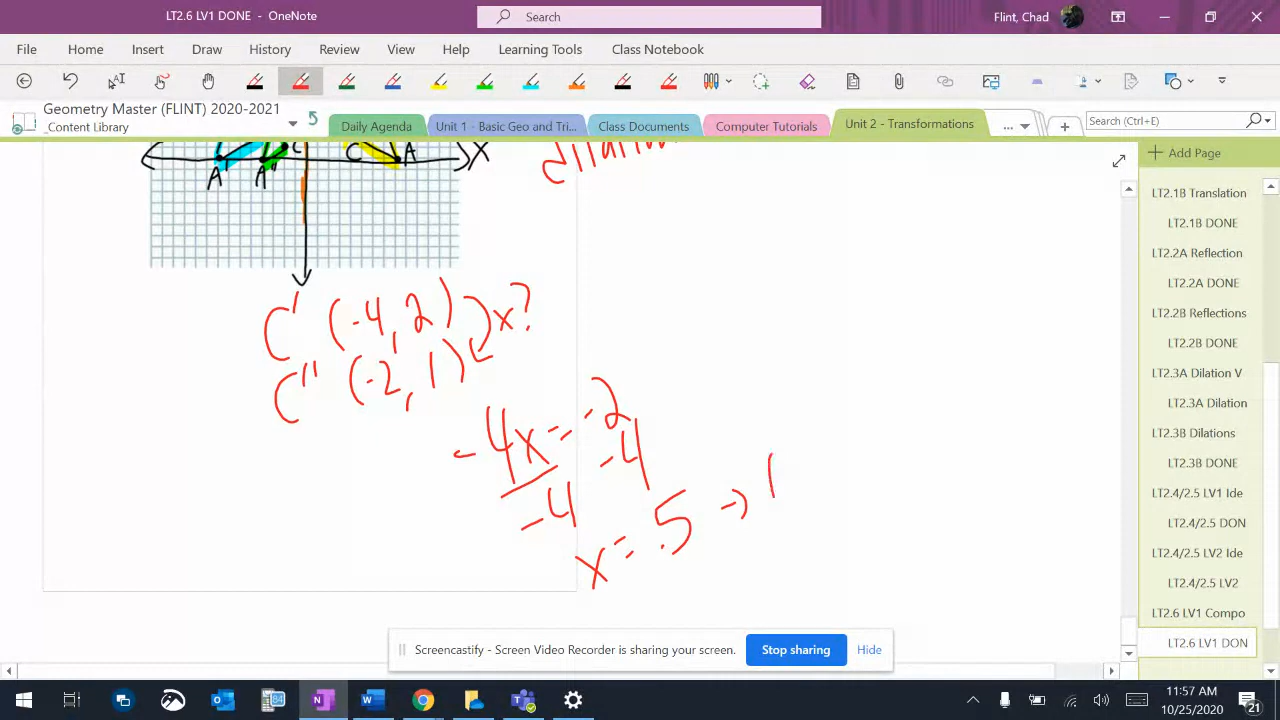 LT2.6 LV1 DONE - OneNote
Search
Flint, Chad
File Home Insert Draw History Review View Help Learning Tools Class Notebook
Geometry Master (FLINT) 2020-2021
Content Library
Daily Agenda
Unit 1 - Basic Geo and Tri...
Class Documents
Computer Tutorials
Unit 2 - Transformations
...
Search (Ctrl+E)
Add Page
LT2.1B Translation
LT2.1B DONE
LT2.2A Reflection
LT2.2A DONE
LT2.2B Reflections
LT2.2B DONE
LT2.3A Dilation V
LT2.3A Dilation
LT2.3B Dilations
LT2.3B DONE
LT2.4/2.5 LV1 Ide
LT2.4/2.5 DON
LT2.4/2.5 LV2 Ide
LT2.4/2.5 LV2
LT2.6 LV1 Compo
LT2.6 LV1 DON
C' C A X
A' A"
C' (-4, 2) x?
C'' (-2, 1)
-4x = -2
-4 -4
x = .5 → 1
Screencastify - Screen Video Recorder is sharing your screen.
Stop sharing
Hide
11:57 AM
10/25/2020
21